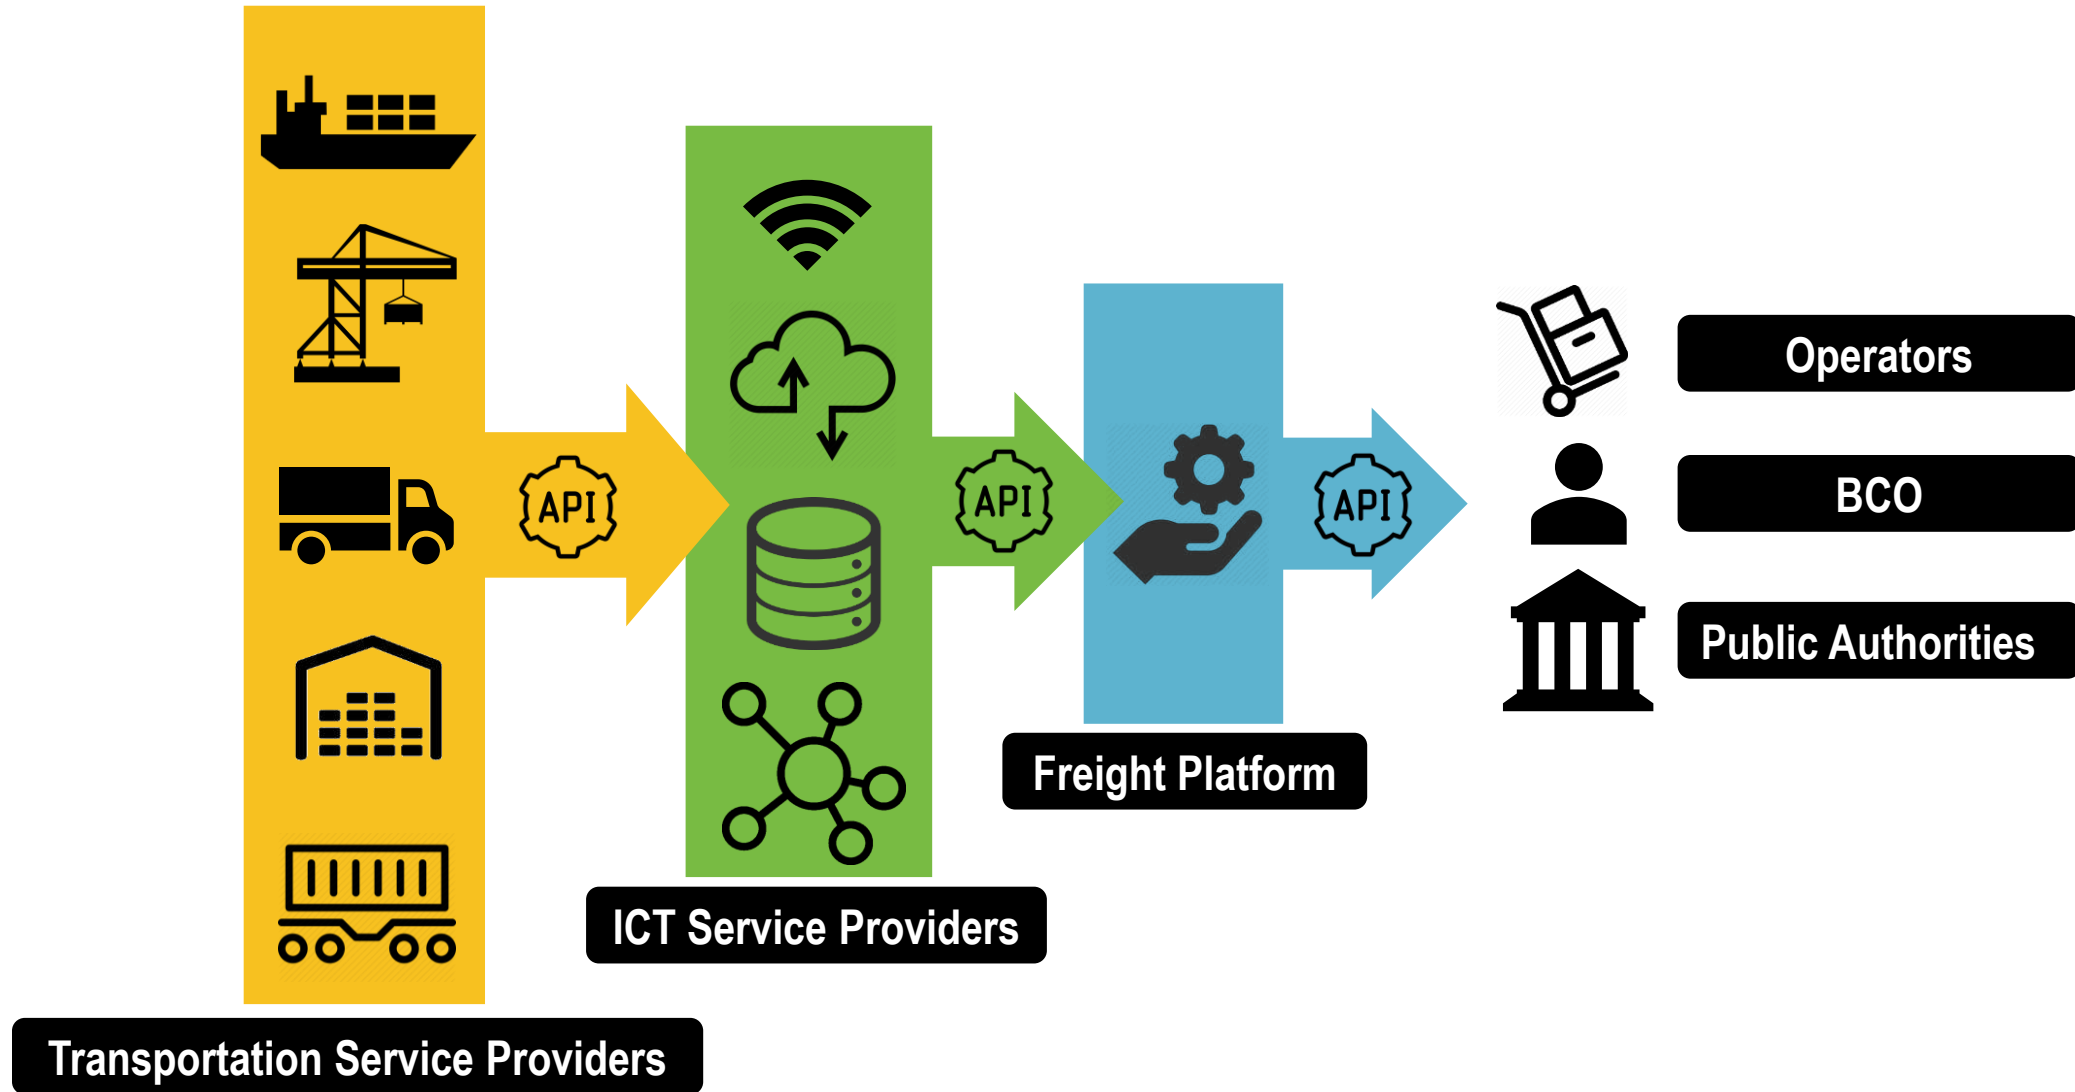 API
API
API
Operators
BCO
Public Authorities
Freight Platform
ICT Service Providers
Transportation Service Providers